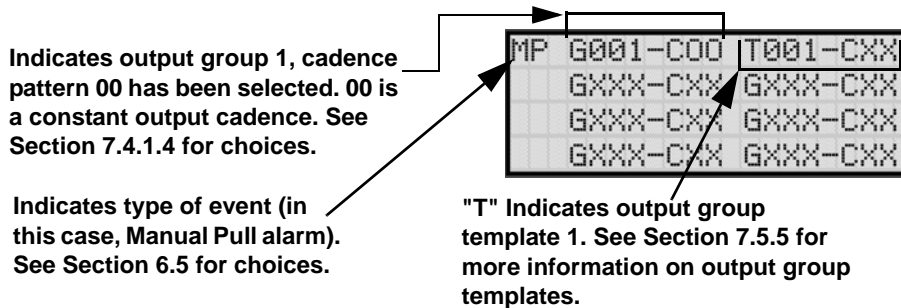 Indicates output group 1, cadence
pattern 00 has been selected. 00 is
a constant output cadence. See
Section 7.4.1.4 for choices.
Indicates type of event (in
this case, Manual Pull alarm).
See Section 6.5 for choices.
MP G001-C00 T001-CXX
GXXX-CXX GXXX-CXX
GXXX-CXX GXXX-CXX
GXXX-CXX GXXX-CXX
"T" Indicates output group
template 1. See Section 7.5.5 for
more information on output group
templates.